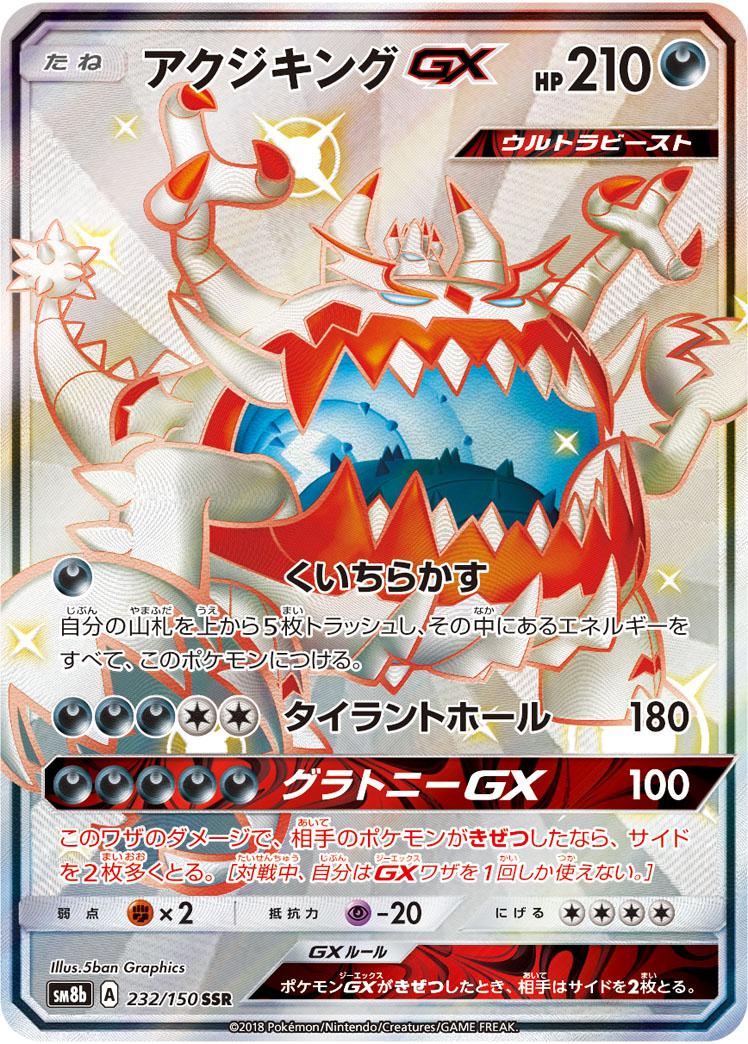 たね アクジキングGX HP210
ウルトラビースト
くいちらかす
自分の山札を上から5枚トラッシュし、その中にあるエネルギーを
すべて、このポケモンにつける。
タイラントホール 180
グラトニーGX 100
このワザのダメージで、相手のポケモンがきぜつしたなら、サイド
を2枚多くとる。[対戦中、自分はGXワザを1回しか使えない。]
弱点 ×2 抵抗力 -20 にげる
Illus.5ban Graphics
GXルール
ポケモンGXがきぜつしたとき、相手はサイドを2枚とる。
sm8b A 232/150 SSR
©2018 Pokémon/Nintendo/Creatures/GAME FREAK.